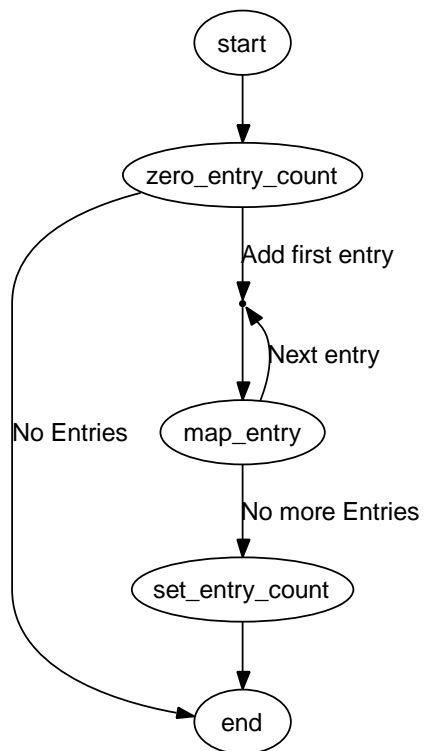 start
zero_entry_count
Add first entry
Next entry
No Entries
map_entry
No more Entries
set_entry_count
end